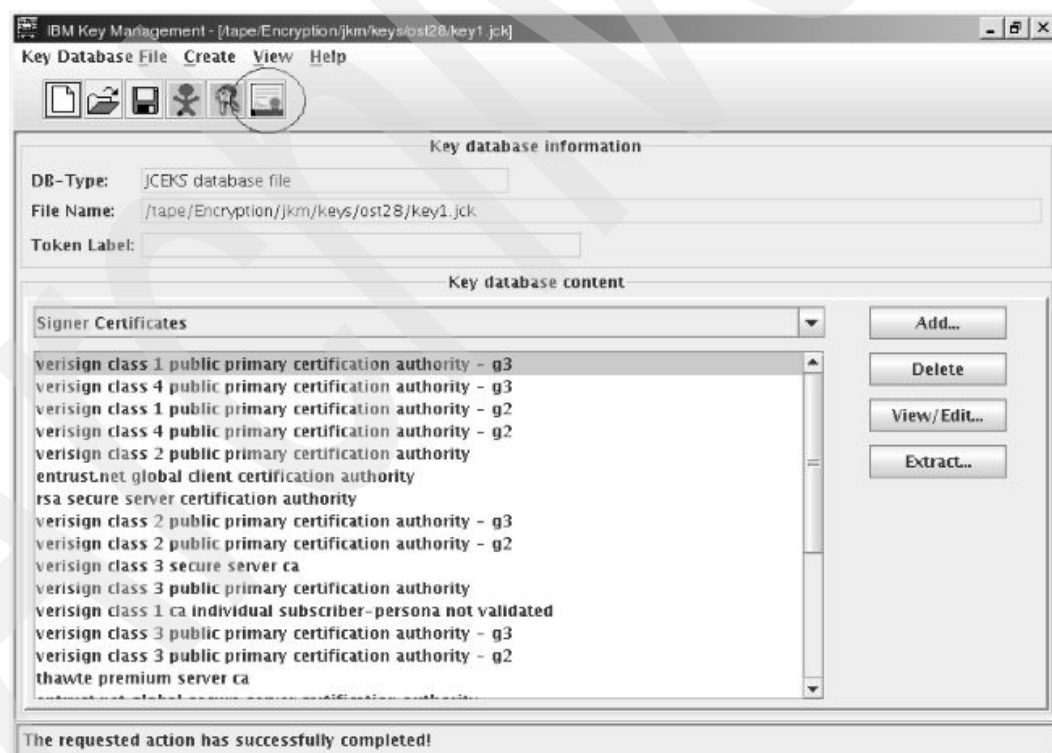 IBM Key Management - [/tape/Encryption/jkm/keys/ost28/key1.jck]
Key Database File Create View Help
Key database information
DB-Type: JCEKS database file
File Name: /tape/Encryption/jkm/keys/ost28/key1.jck
Token Label:
Key database content
Signer Certificates
Add...
verisign class 1 public primary certification authority - g3
Delete
verisign class 4 public primary certification authority - g3
verisign class 1 public primary certification authority - g2
View/Edit...
verisign class 4 public primary certification authority - g2
verisign class 2 public primary certification authority
Extract...
entrust.net global client certification authority
rsa secure server certification authority
verisign class 2 public primary certification authority - g3
verisign class 2 public primary certification authority - g2
verisign class 3 secure server ca
verisign class 3 public primary certification authority
verisign class 1 ca individual subscriber-persona not validated
verisign class 3 public primary certification authority - g3
verisign class 3 public primary certification authority - g2
thawte premium server ca
The requested action has successfully completed!